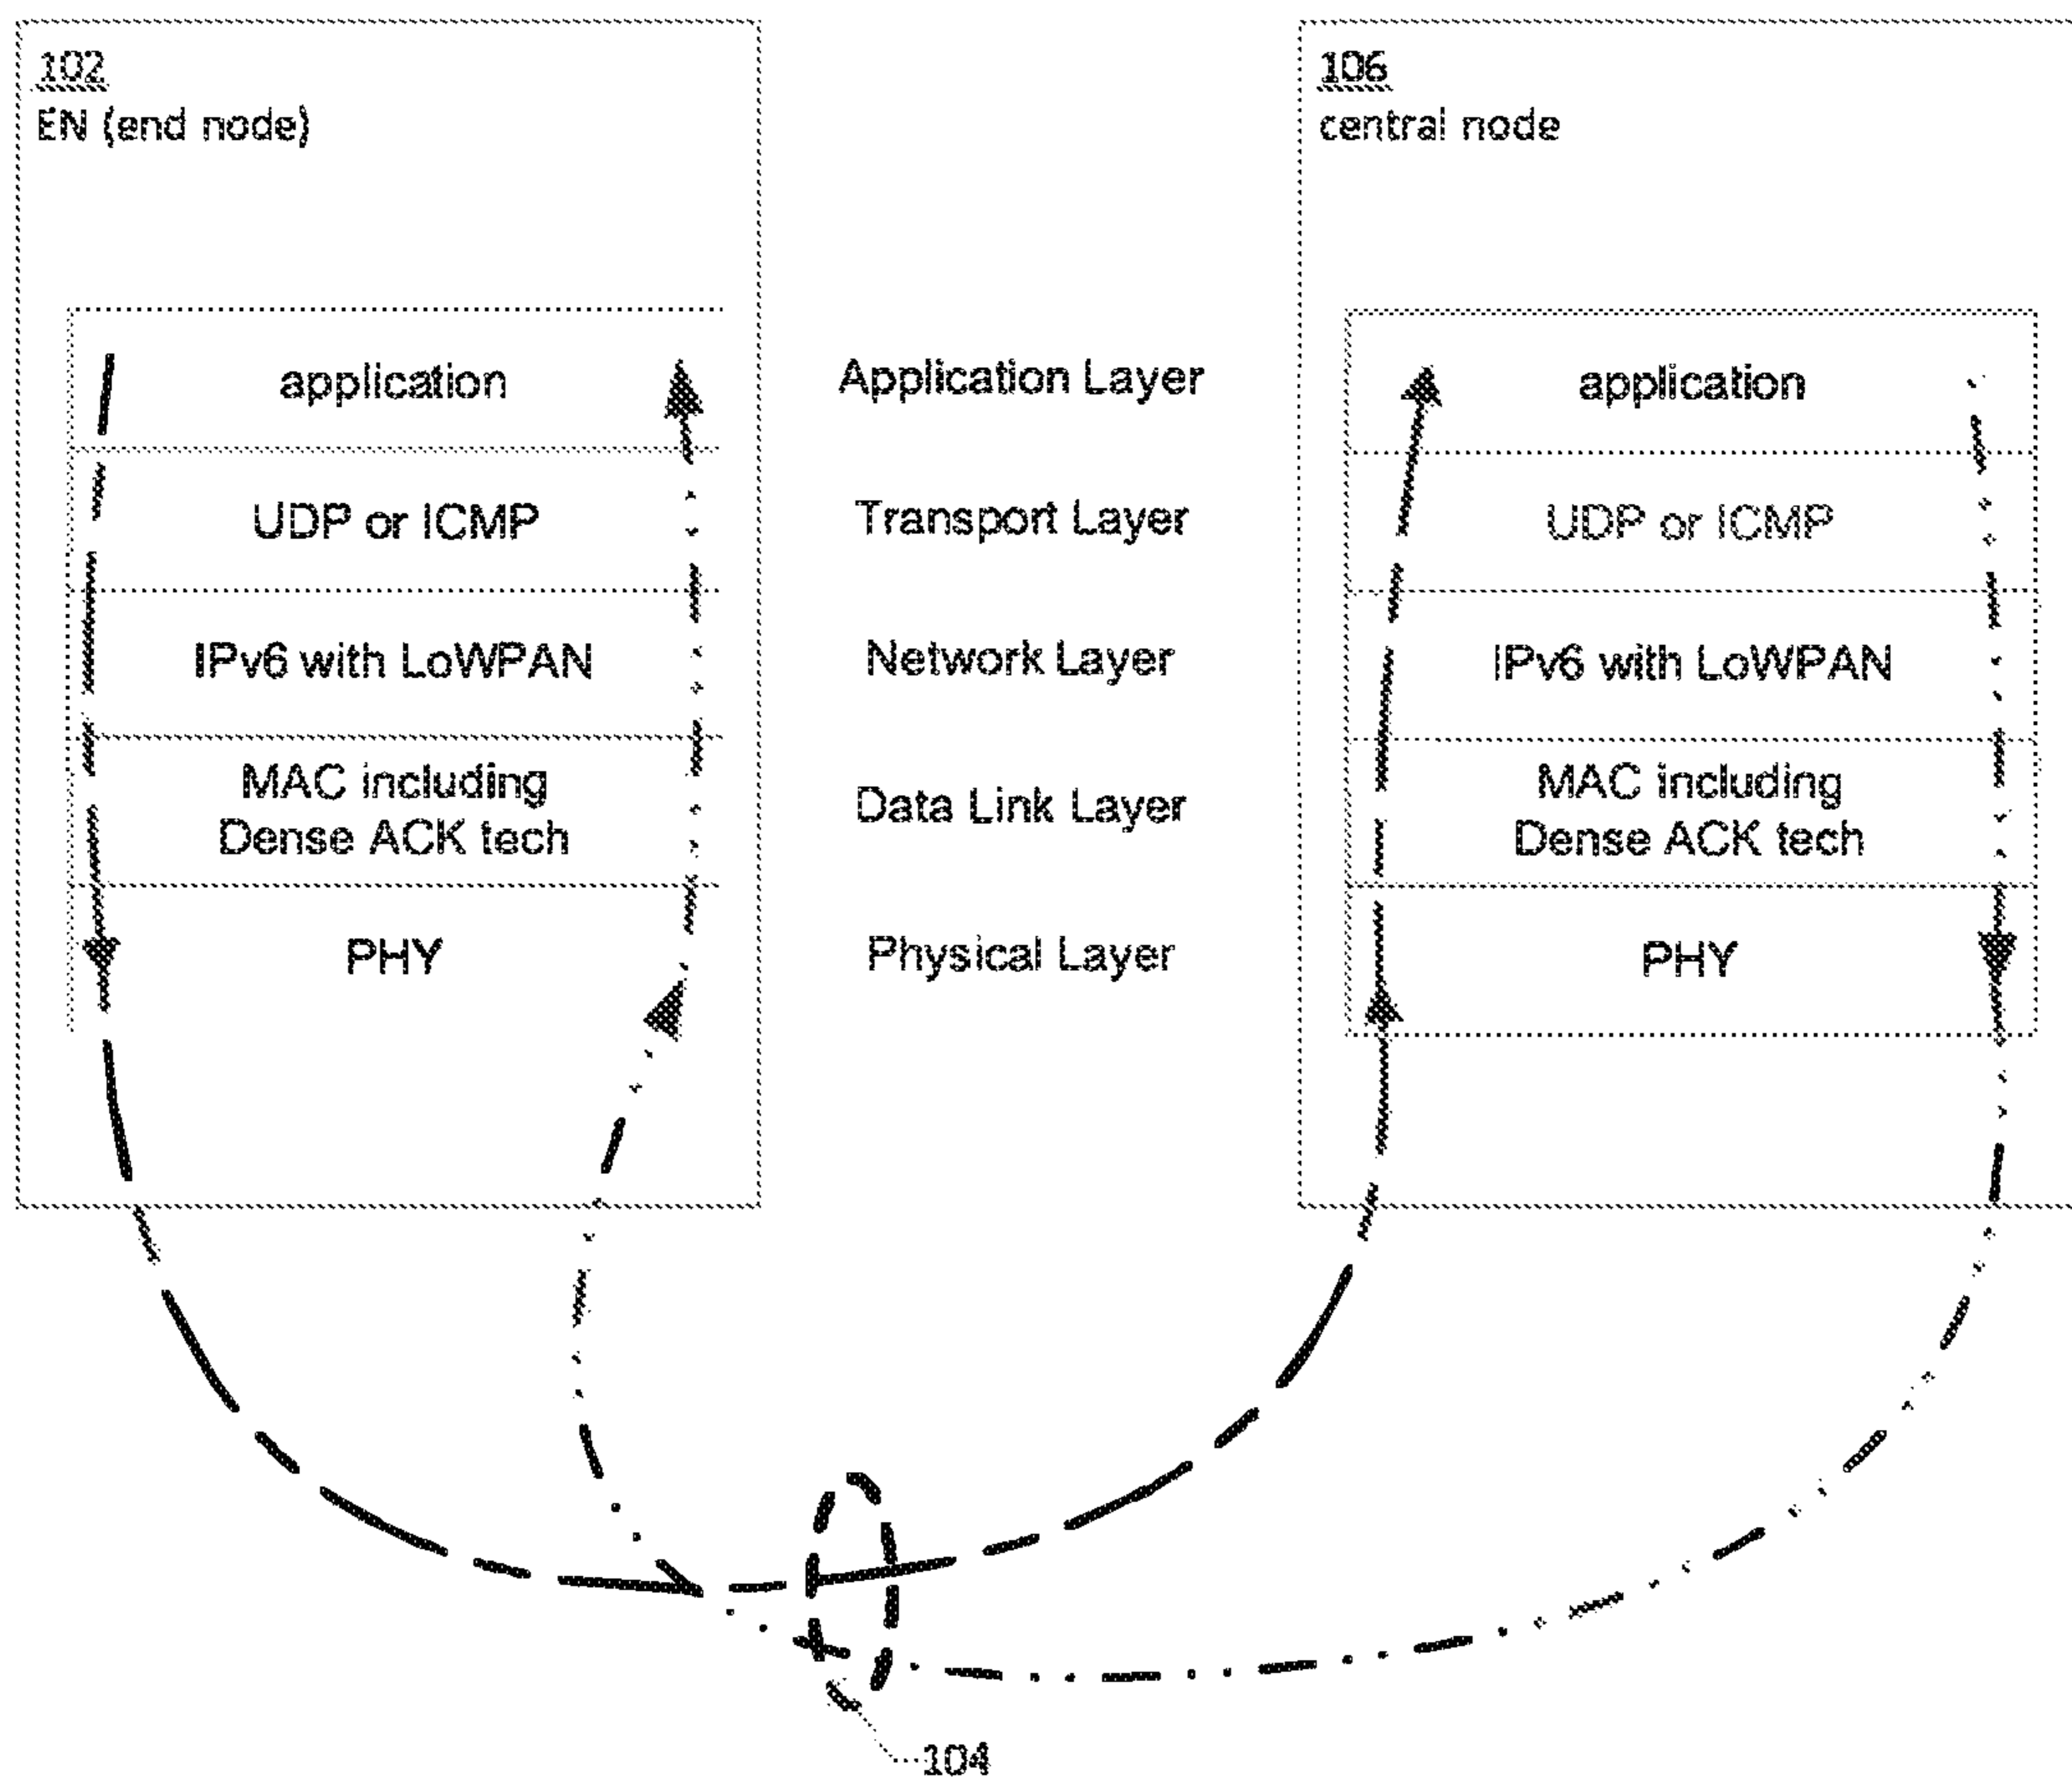 102
EN (end node)
106
central node
application
Application Layer
application
UDP or ICMP
Transport Layer
UDP or ICMP
IPv6 with LoWPAN
Network Layer
IPv6 with LoWPAN
MAC including
Dense ACK tech
Data Link Layer
MAC including
Dense ACK tech
PHY
Physical Layer
PHY
104